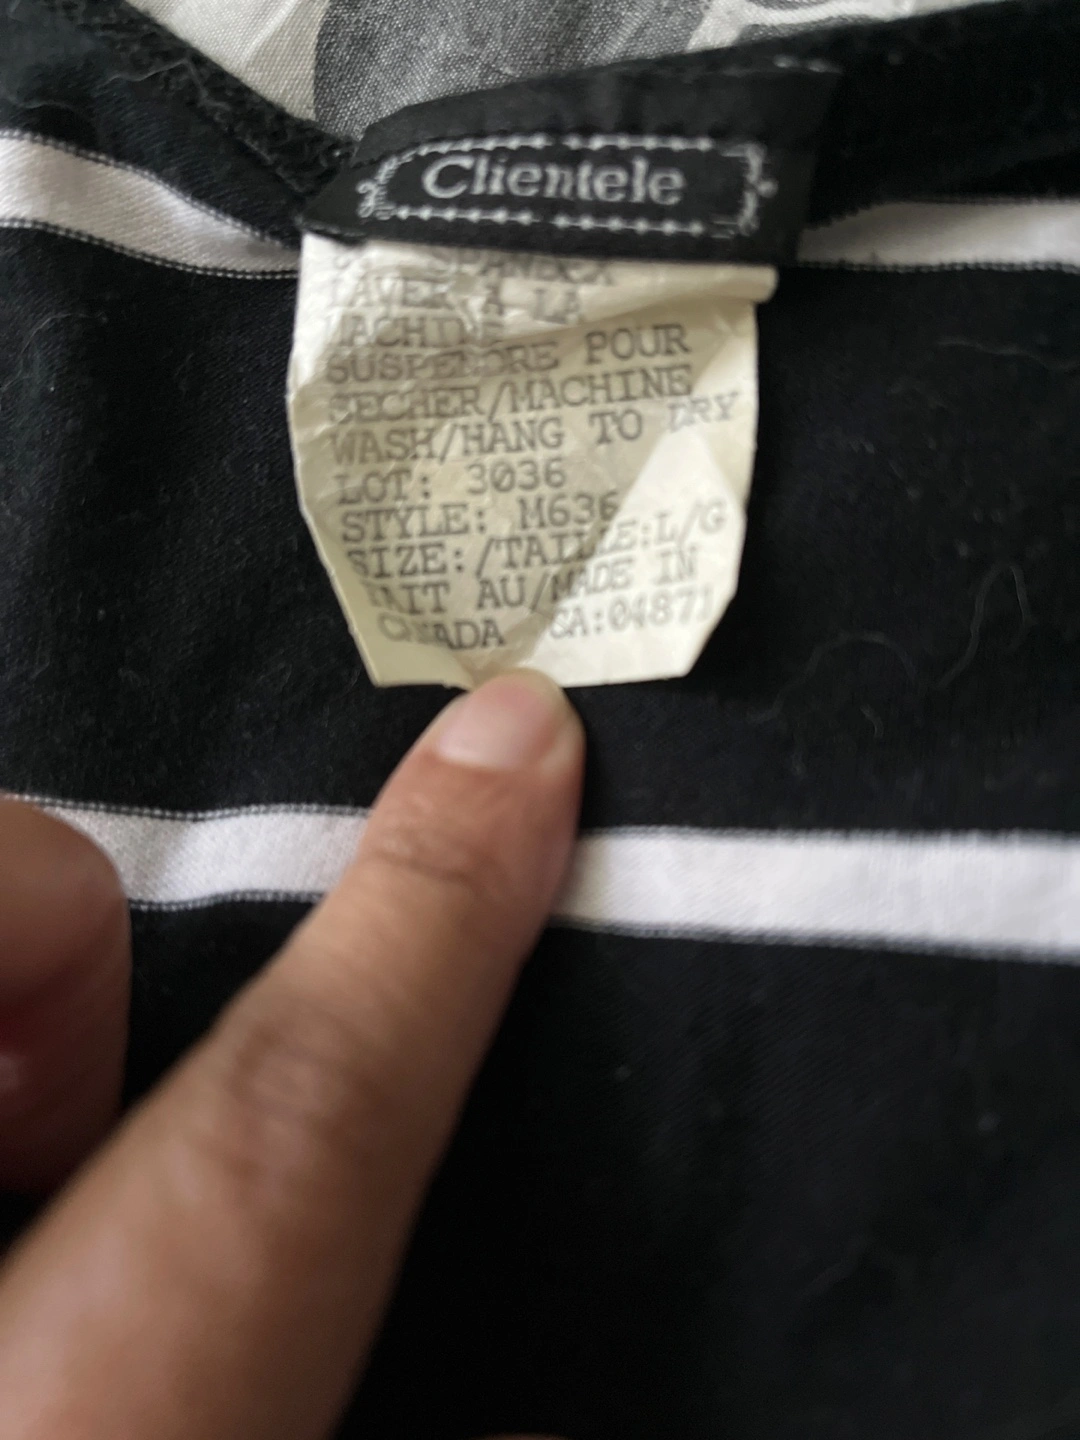 Clientele
SPANDEX
LAVER A LA
MACHINE
SUSPENDRE POUR
SECHER/MACHINE
WASH/HANG TO DRY
LOT: 3036
STYLE: M636
SIZE:/TAILLE:L/G
FAIT AU/MADE IN
CANADA CA:04871